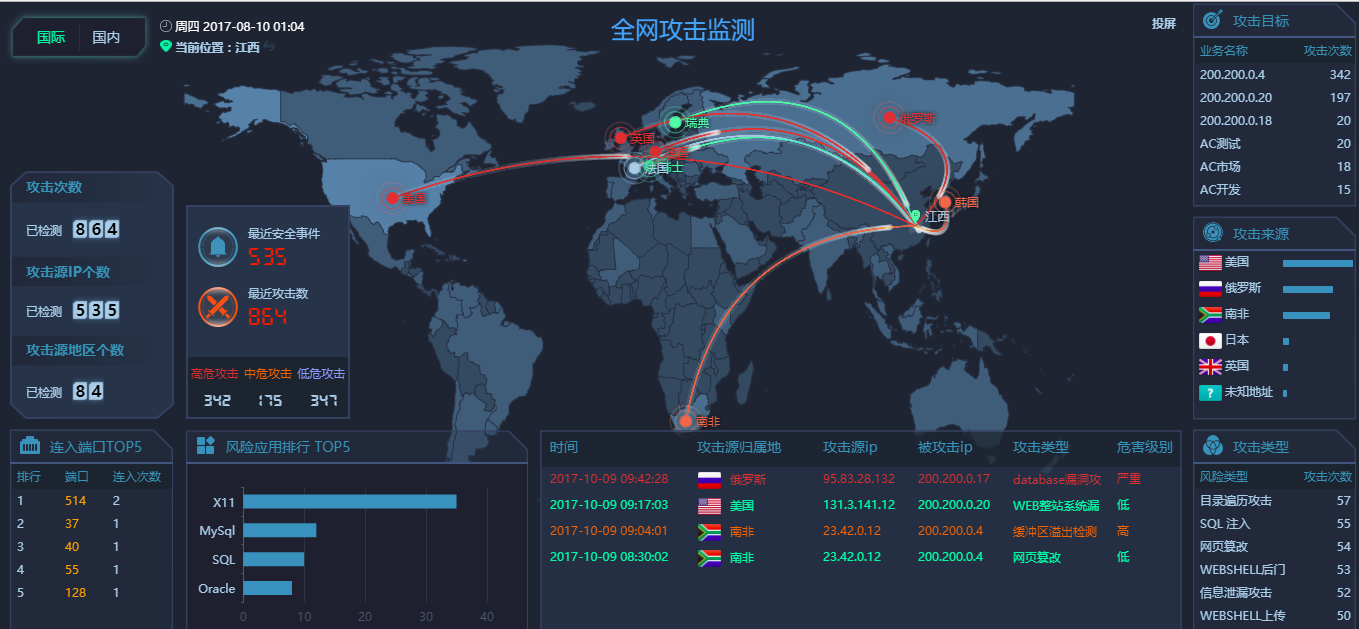 国际 国内
周四 2017-08-10 01:04
当前位置：江西
全网攻击监测
投屏
攻击次数
已检测 864
攻击源IP个数
已检测 535
攻击源地区个数
已检测 84
最近安全事件
535
最近攻击数
864
高危攻击 中危攻击 低危攻击
342 175 347
英国
瑞典
法国
俄罗斯
美国
韩国
江西
南非
攻击目标
业务名称 攻击次数
200.200.0.4 342
200.200.0.20 197
200.200.0.18 20
AC测试 20
AC市场 18
AC开发 15
攻击来源
美国
俄罗斯
南非
日本
英国
? 未知地址
连入端口TOP5
排行 端口 连入次数
1 514 2
2 37 1
3 40 1
4 55 1
5 128 1
风险应用排行 TOP5
X11
MySql
SQL
Oracle
0 10 20 30 40
时间 攻击源归属地 攻击源ip 被攻击ip 攻击类型 危害级别
2017-10-09 09:42:28 俄罗斯 95.83.28.132 200.200.0.17 database漏洞攻 严重
2017-10-09 09:17:03 美国 131.3.141.12 200.200.0.20 WEB整站系统漏 低
2017-10-09 09:04:01 南非 23.42.0.12 200.200.0.4 缓冲区溢出检测 高
2017-10-09 08:30:02 南非 23.42.0.12 200.200.0.4 网页篡改 低
攻击类型
风险类型 攻击次数
目录遍历攻击 57
SQL 注入 55
网页篡改 54
WEBSHELL后门 53
信息泄漏攻击 52
WEBSHELL上传 50